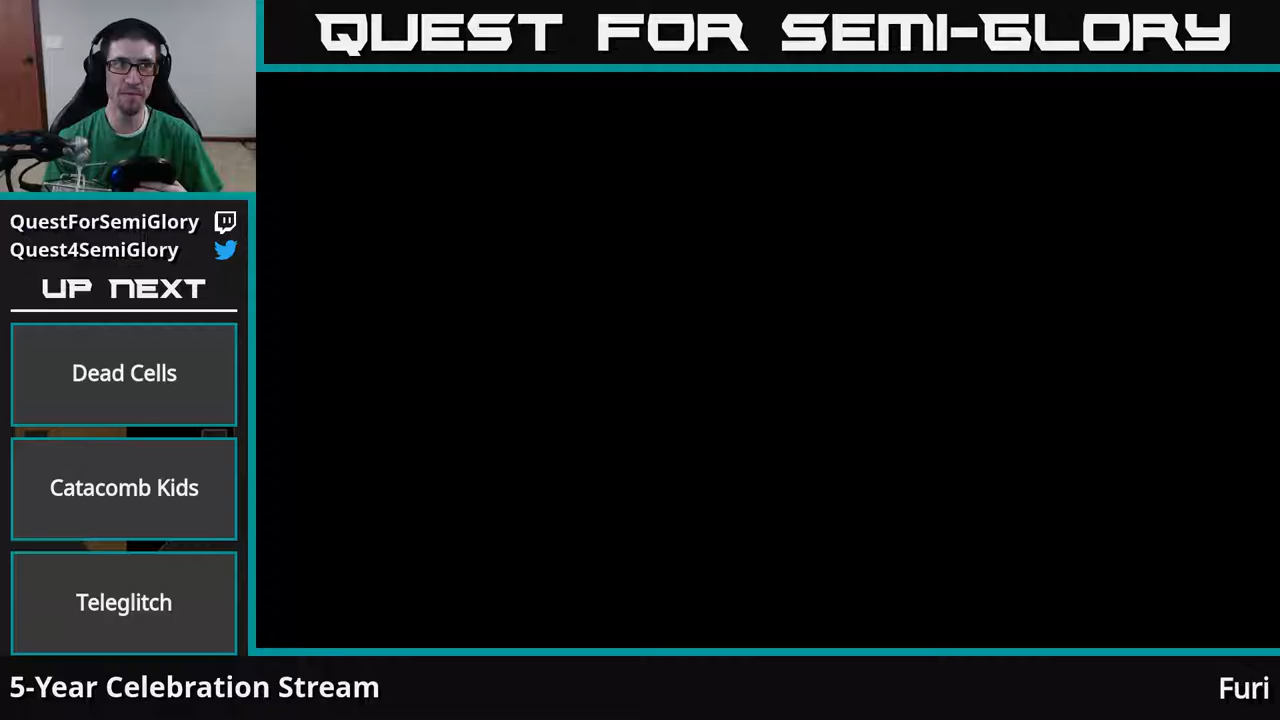 QUEST FOR SEMI-GLORY
QuestForSemiGlory
Quest4SemiGlory
UP NEXT
Dead Cells
Catacomb Kids
Teleglitch
5-Year Celebration Stream
Furi